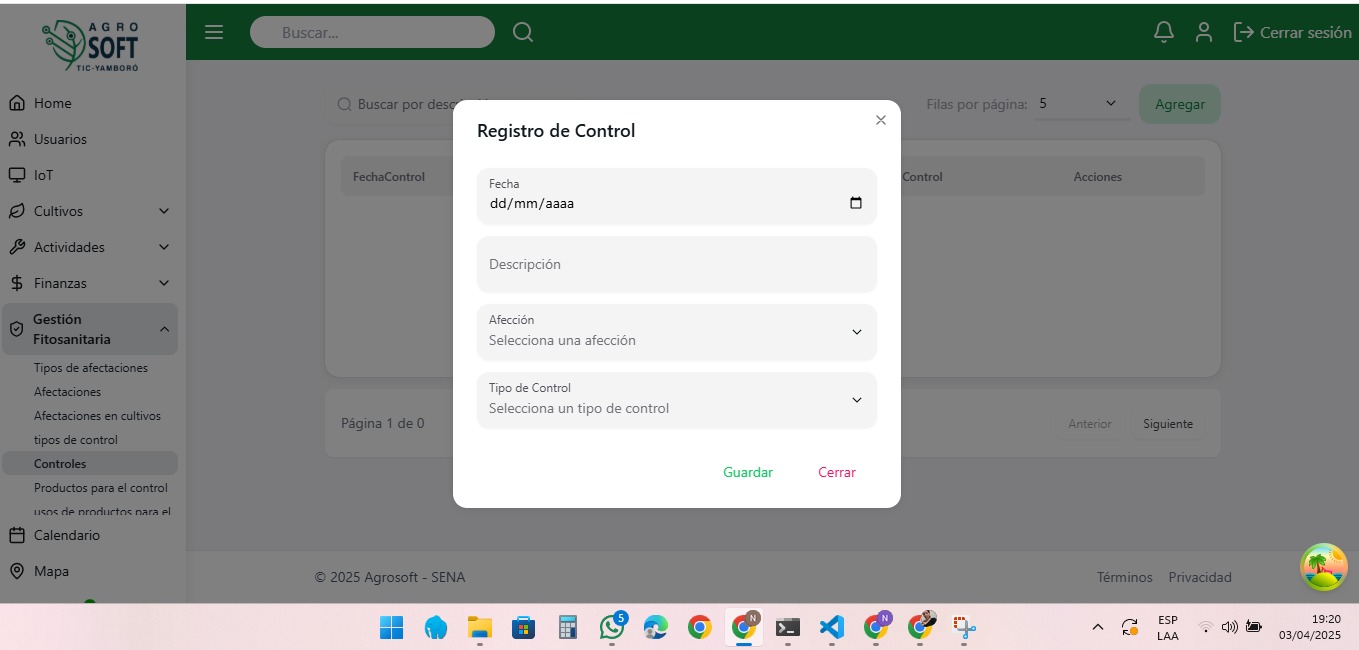 AGRO
SOFT
TIC-YAMBORÓ
Buscar...
Cerrar sesión
Home
Usuarios
IoT
Cultivos
Actividades
Finanzas
Gestión
Fitosanitaria
Tipos de afectaciones
Afectaciones
Afectaciones en cultivos
tipos de control
Controles
Productos para el control
usos de productos para el
Calendario
Mapa
Buscar por
Filas por página: 5
Agregar
FechaControl
Control
Acciones
Registro de Control
Fecha
dd/mm/aaaa
Descripción
Afección
Selecciona una afección
Tipo de Control
Selecciona un tipo de control
Guardar Cerrar
Página 1 de 0
Anterior Siguiente
© 2025 Agrosoft - SENA
Términos Privacidad
5
N
N
ESP
LAA
19:20
03/04/2025